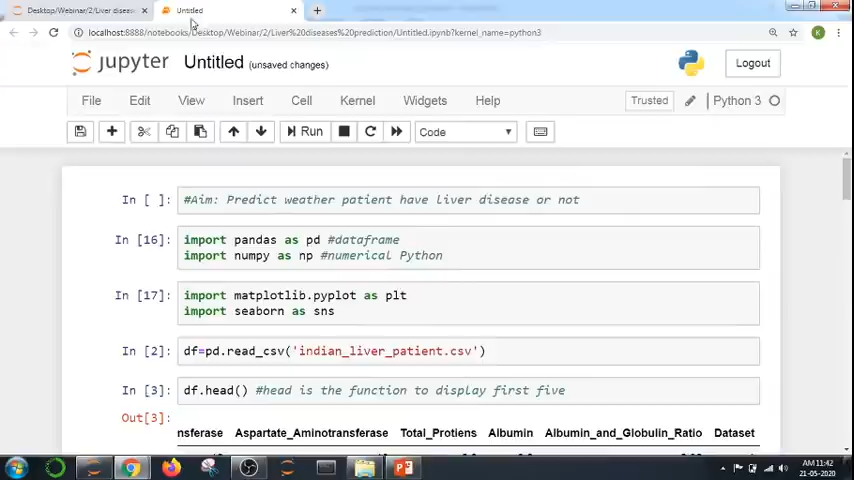 Desktop/Webinar/2/Liver diseas
Untitled
localhost:8888/notebooks/Desktop/Webinar/2/Liver%20diseases%20prediction/Untitled.ipynb?kernel_name=python3
K
jupyter Untitled (unsaved changes)
Logout
File Edit View Insert Cell Kernel Widgets Help
Trusted
Python 3
Run
Code
In [ ]: #Aim: Predict weather patient have liver disease or not
In [16]: import pandas as pd #dataframe
import numpy as np #numerical Python
In [17]: import matplotlib.pyplot as plt
import seaborn as sns
In [2]: df=pd.read_csv('indian_liver_patient.csv')
In [3]: df.head() #head is the function to display first five
Out[3]:
nsferase Aspartate_Aminotransferase Total_Protiens Albumin Albumin_and_Globulin_Ratio Dataset
AM 11:42
21-05-2020